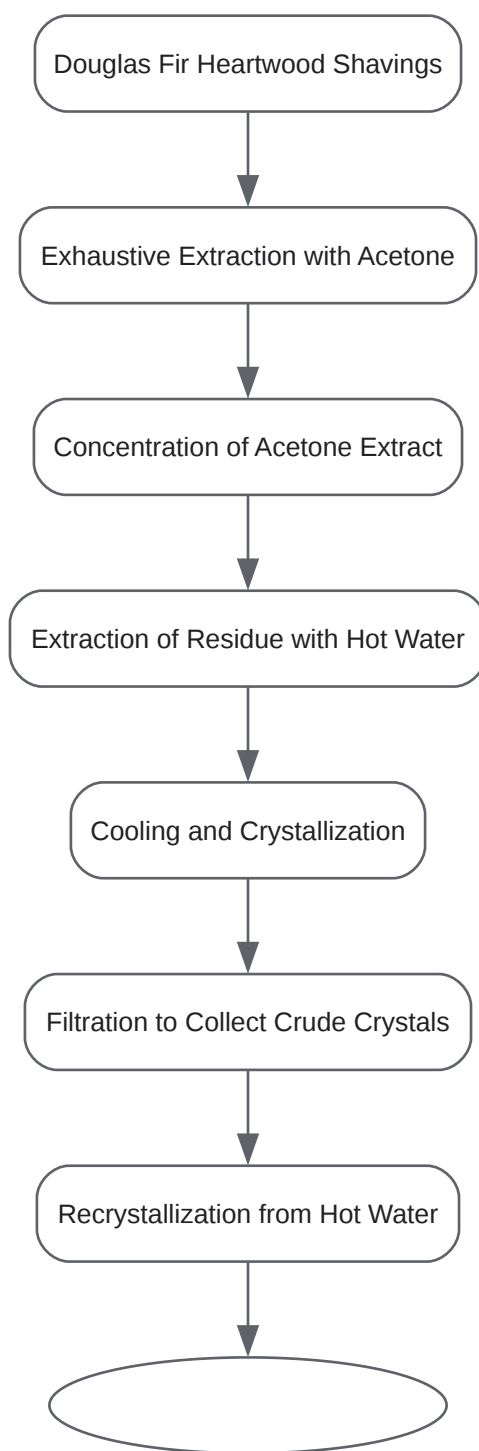 Douglas Fir Heartwood Shavings
Exhaustive Extraction with Acetone
Concentration of Acetone Extract
Extraction of Residue with Hot Water
Cooling and Crystallization
Filtration to Collect Crude Crystals
Recrystallization from Hot Water